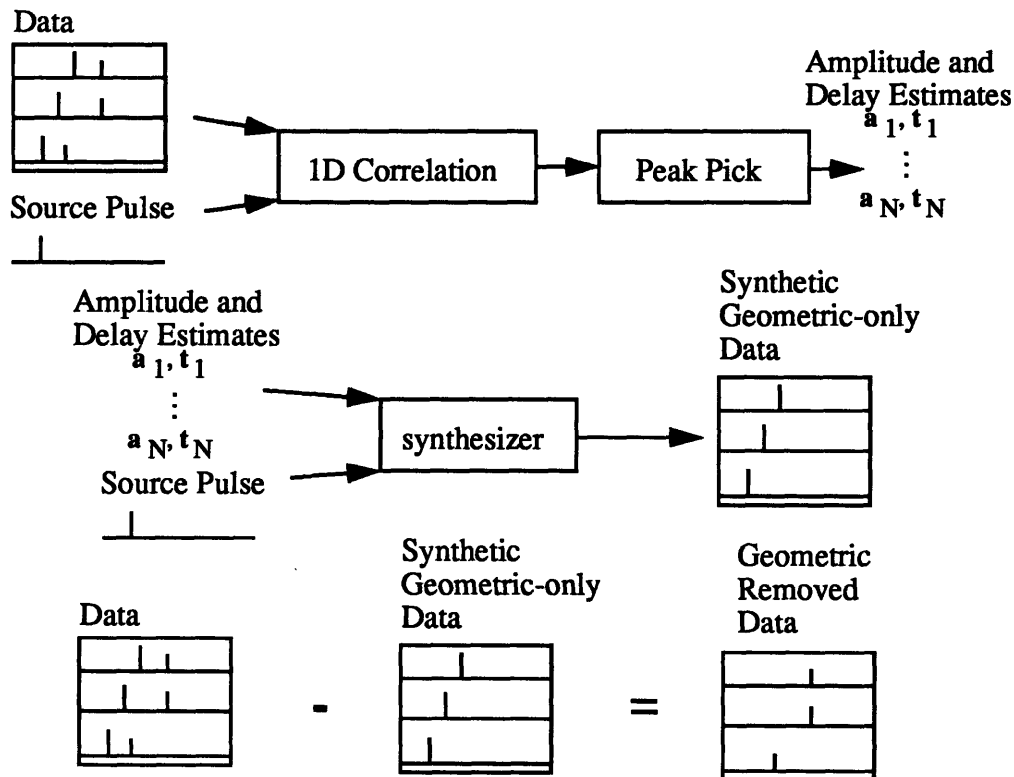 Data
Amplitude and
Delay Estimates
a 1, t 1
⋮
a N, t N
1D Correlation
Peak Pick
Source Pulse
Amplitude and
Delay Estimates
a 1, t 1
⋮
a N, t N
Source Pulse
synthesizer
Synthetic
Geometric-only
Data
Data
-
Synthetic
Geometric-only
Data
=
Geometric
Removed
Data